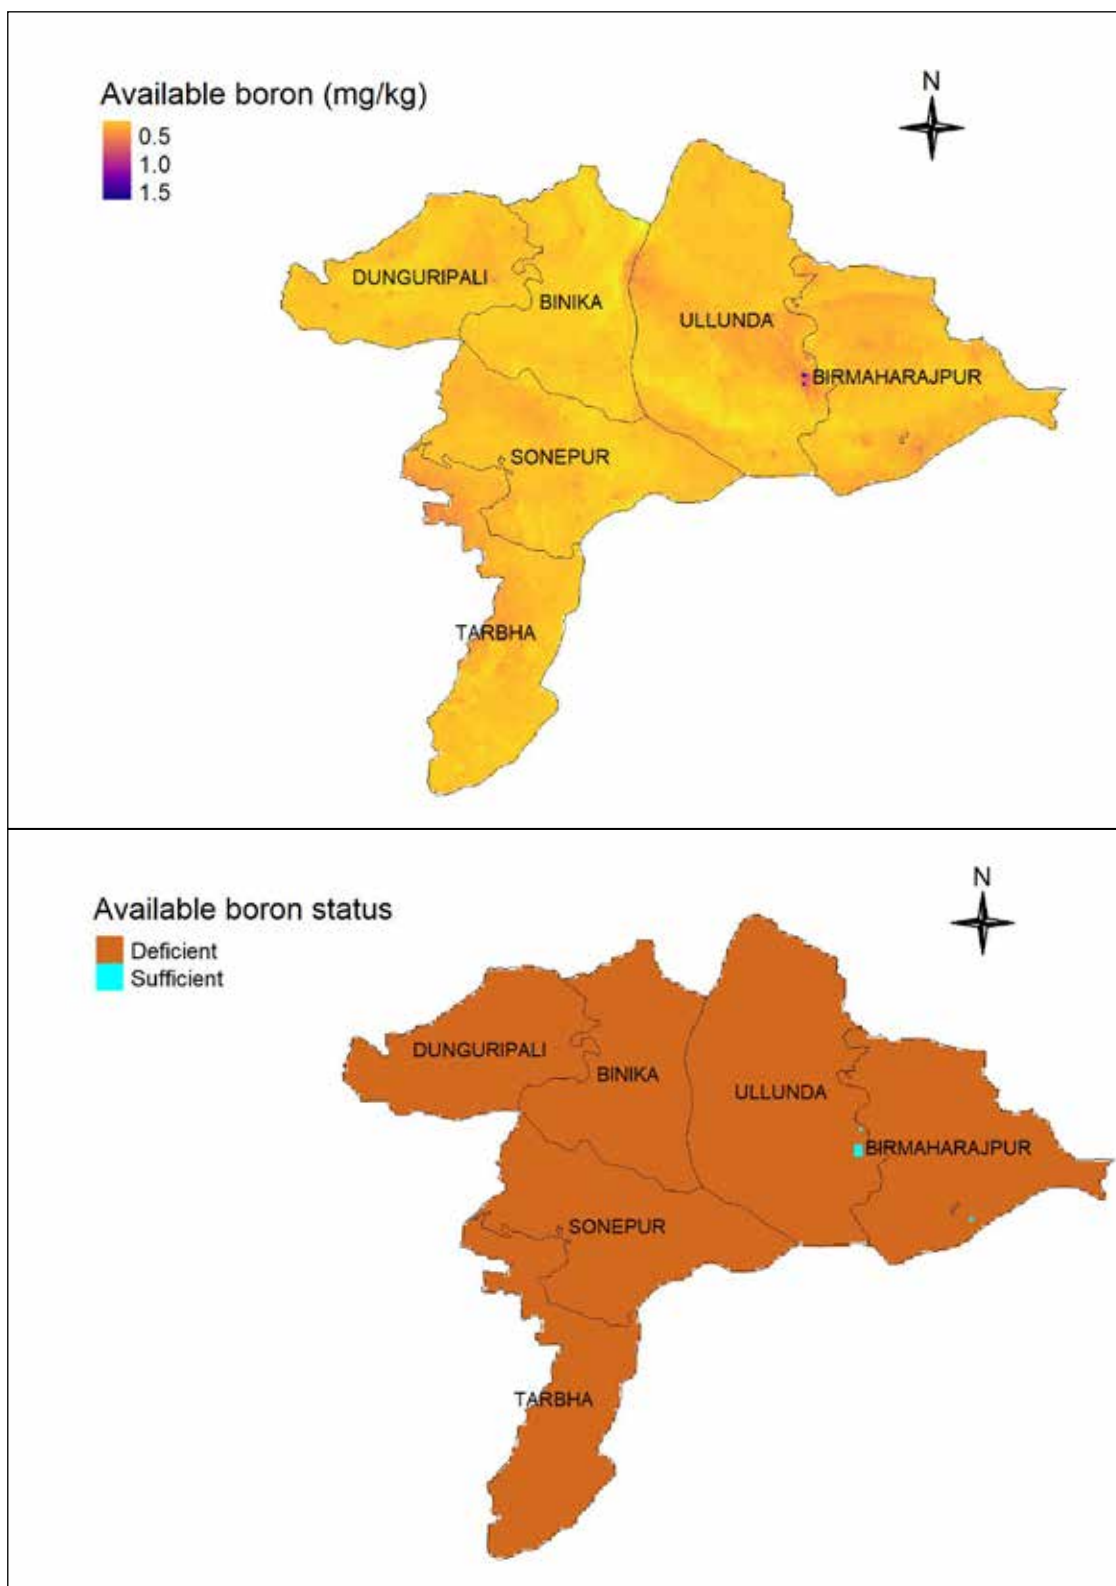 N
Available boron (mg/kg)
0.5
1.0
1.5
DUNGURIPALI
BINIKA
ULLUNDA
BIRMAHARAJPUR
SONEPUR
TARBHA
N
Available boron status
Deficient
Sufficient
DUNGURIPALI
BINIKA
ULLUNDA
BIRMAHARAJPUR
SONEPUR
TARBHA